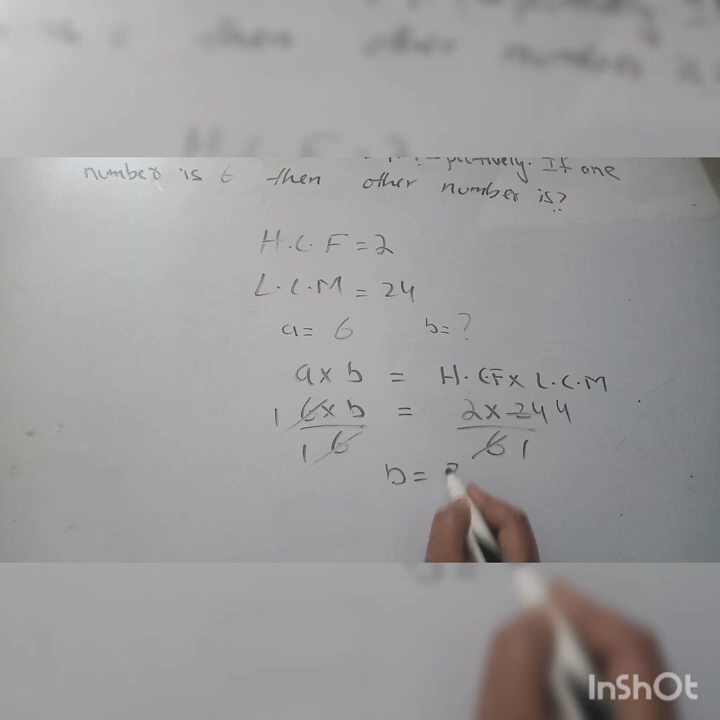 number is 6 then other number is?
H.C.F = 2
L.C.M = 24
a = 6 b = ?
a x b = H.CF x L.C.M
1 6 x b = 2 x 24 4
1 6 6 1
b =
InShOt